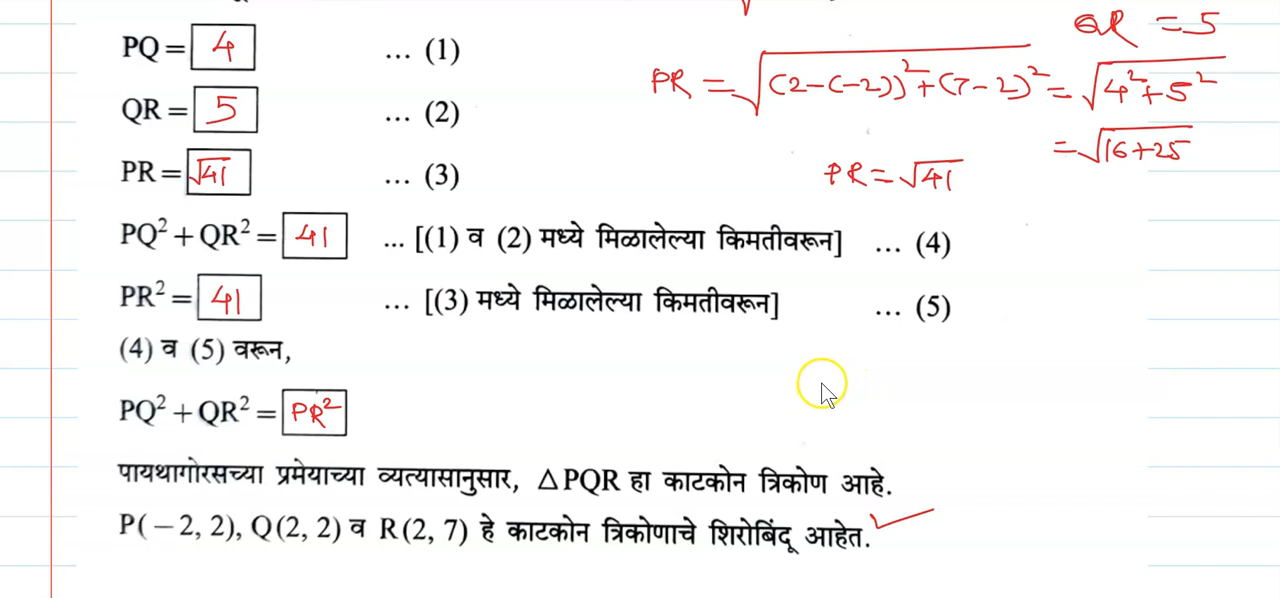 QR = 5
PQ = 4 ... (1)
PR = √(2-(-2))² + (7-2)² = √4² + 5²
QR = 5 ... (2)
= √16+25
PR = √41 ... (3)
PR = √41
PQ² + QR² = 41 ... [(1) व (2) मध्ये मिळालेल्या किमतीवरून] ... (4)
PR² = 41 ... [(3) मध्ये मिळालेल्या किमतीवरून] ... (5)
(4) व (5) वरून,
PQ² + QR² = PR²
पायथागोरसच्या प्रमेयाच्या व्यत्यासानुसार, △PQR हा काटकोन त्रिकोण आहे.
P(−2, 2), Q(2, 2) व R(2, 7) हे काटकोन त्रिकोणाचे शिरोबिंदू आहेत.